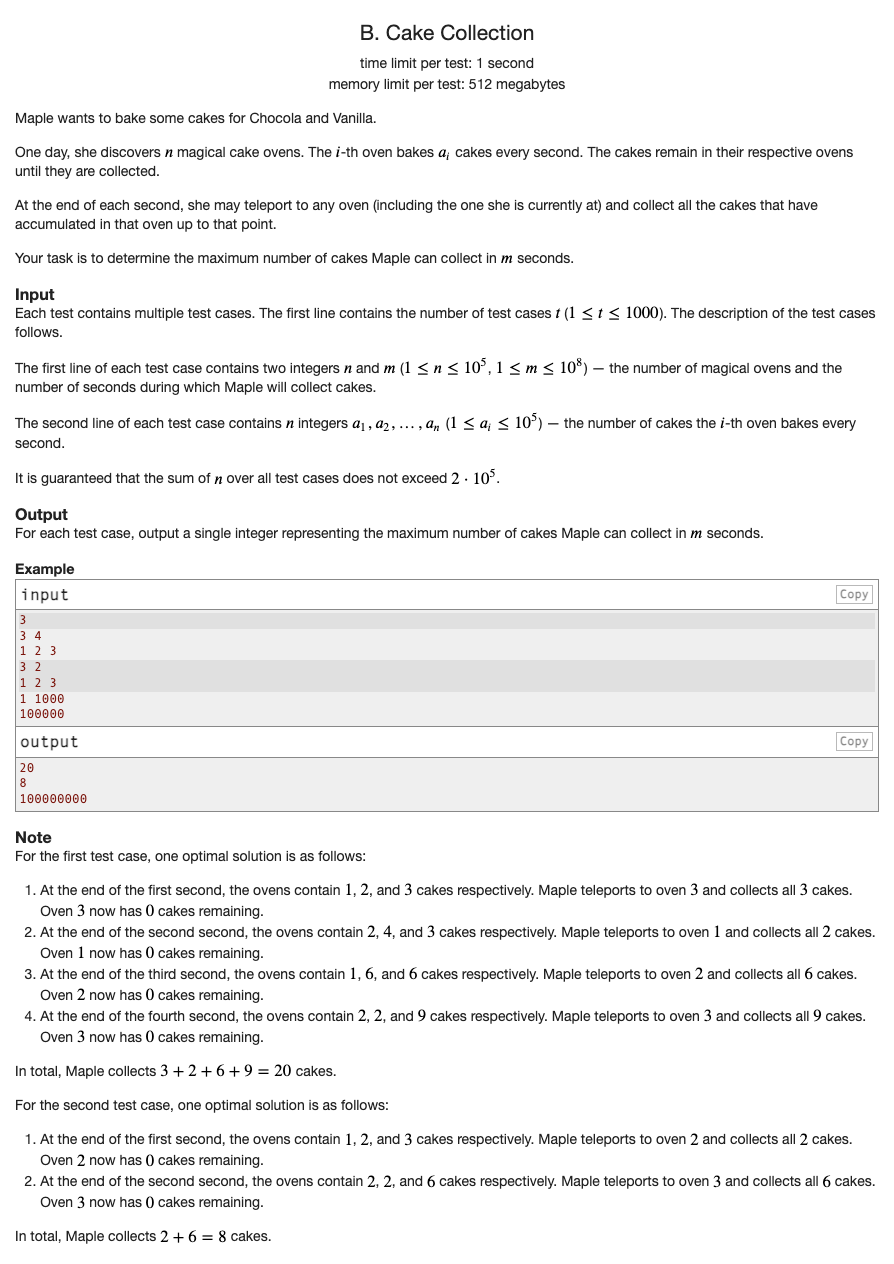 B. Cake Collection
time limit per test: 1 second
memory limit per test: 512 megabytes
Maple wants to bake some cakes for Chocola and Vanilla.
One day, she discovers n magical cake ovens. The i-th oven bakes aᵢ cakes every second. The cakes remain in their respective ovens
until they are collected.
At the end of each second, she may teleport to any oven (including the one she is currently at) and collect all the cakes that have
accumulated in that oven up to that point.
Your task is to determine the maximum number of cakes Maple can collect in m seconds.
Input
Each test contains multiple test cases. The first line contains the number of test cases t (1 ≤ t ≤ 1000). The description of the test cases
follows.
The first line of each test case contains two integers n and m (1 ≤ n ≤ 10⁵, 1 ≤ m ≤ 10⁸) — the number of magical ovens and the
number of seconds during which Maple will collect cakes.
The second line of each test case contains n integers a₁, a₂, …, aₙ (1 ≤ aᵢ ≤ 10⁵) — the number of cakes the i-th oven bakes every
second.
It is guaranteed that the sum of n over all test cases does not exceed 2 · 10⁵.
Output
For each test case, output a single integer representing the maximum number of cakes Maple can collect in m seconds.
Example
input Copy
3
3 4
1 2 3
3 2
1 2 3
1 1000
100000
output Copy
20
8
100000000
Note
For the first test case, one optimal solution is as follows:
1. At the end of the first second, the ovens contain 1, 2, and 3 cakes respectively. Maple teleports to oven 3 and collects all 3 cakes.
Oven 3 now has 0 cakes remaining.
2. At the end of the second second, the ovens contain 2, 4, and 3 cakes respectively. Maple teleports to oven 1 and collects all 2 cakes.
Oven 1 now has 0 cakes remaining.
3. At the end of the third second, the ovens contain 1, 6, and 6 cakes respectively. Maple teleports to oven 2 and collects all 6 cakes.
Oven 2 now has 0 cakes remaining.
4. At the end of the fourth second, the ovens contain 2, 2, and 9 cakes respectively. Maple teleports to oven 3 and collects all 9 cakes.
Oven 3 now has 0 cakes remaining.
In total, Maple collects 3 + 2 + 6 + 9 = 20 cakes.
For the second test case, one optimal solution is as follows:
1. At the end of the first second, the ovens contain 1, 2, and 3 cakes respectively. Maple teleports to oven 2 and collects all 2 cakes.
Oven 2 now has 0 cakes remaining.
2. At the end of the second second, the ovens contain 2, 2, and 6 cakes respectively. Maple teleports to oven 3 and collects all 6 cakes.
Oven 3 now has 0 cakes remaining.
In total, Maple collects 2 + 6 = 8 cakes.